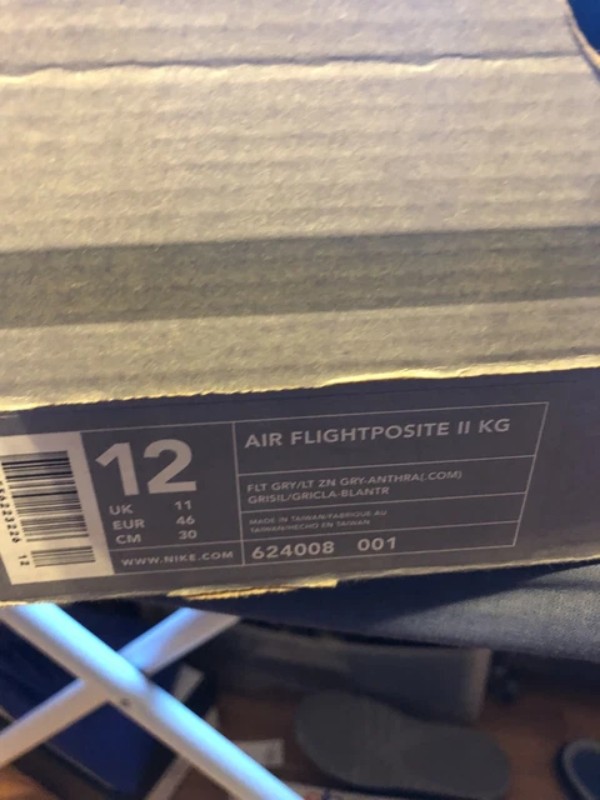 12
UK 11
EUR 46
CM 30
WWW.NIKE.COM
AIR FLIGHTPOSITE II KG
FLT GRY/LT ZN GRY-ANTHRA(.COM)
GRISIL/GRICLA-BLANTR
MADE IN TAIWAN/FABRIQUE AU
TAIWAN/HECHO EN TAIWAN
624008 001
12